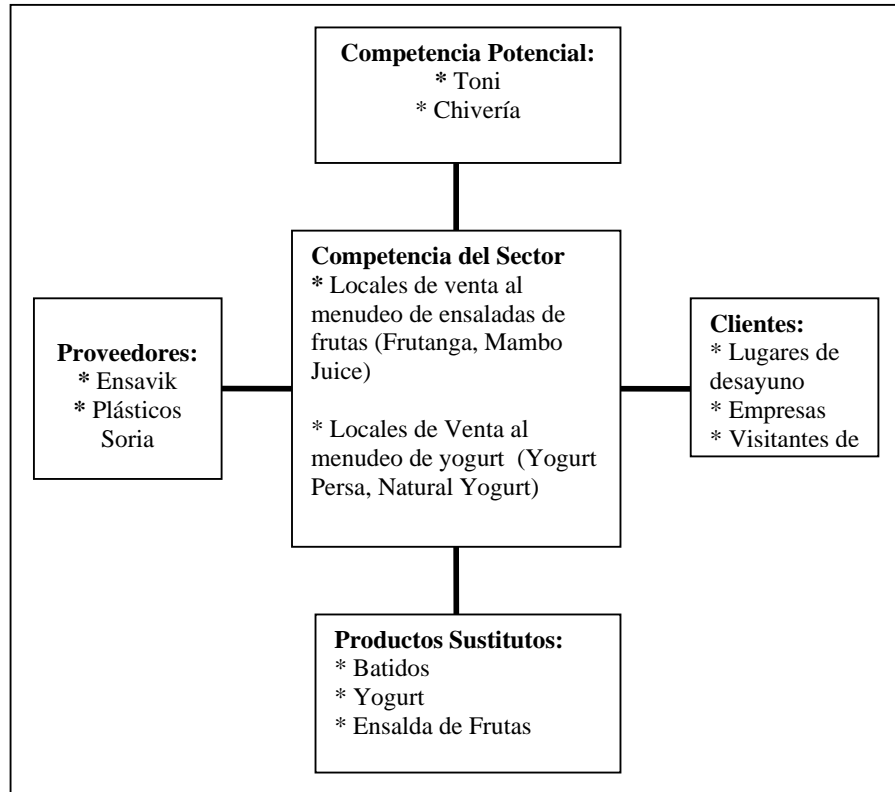 Competencia Potencial:
* Toni
* Chivería
Competencia del Sector
* Locales de venta al
menudeo de ensaladas de
frutas (Frutanga, Mambo
Juice)
* Locales de Venta al
menudeo de yogurt (Yogurt
Persa, Natural Yogurt)
Proveedores:
* Ensavik
* Plásticos
Soria
Clientes:
* Lugares de
desayuno
* Empresas
* Visitantes de
Productos Sustitutos:
* Batidos
* Yogurt
* Ensalda de Frutas